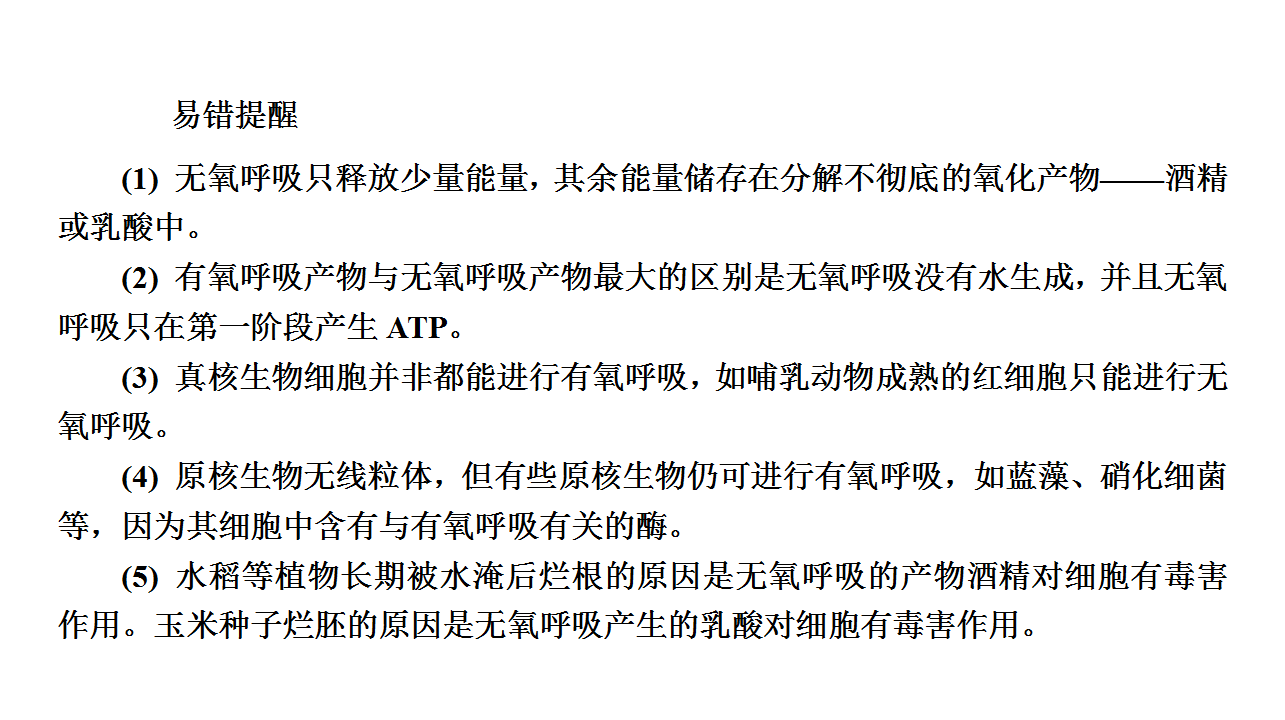 易错提醒
(1) 无氧呼吸只释放少量能量，其余能量储存在分解不彻底的氧化产物——酒精
或乳酸中。
(2) 有氧呼吸产物与无氧呼吸产物最大的区别是无氧呼吸没有水生成，并且无氧
呼吸只在第一阶段产生 ATP。
(3) 真核生物细胞并非都能进行有氧呼吸，如哺乳动物成熟的红细胞只能进行无
氧呼吸。
(4) 原核生物无线粒体，但有些原核生物仍可进行有氧呼吸，如蓝藻、硝化细菌
等，因为其细胞中含有与有氧呼吸有关的酶。
(5) 水稻等植物长期被水淹后烂根的原因是无氧呼吸的产物酒精对细胞有毒害
作用。玉米种子烂胚的原因是无氧呼吸产生的乳酸对细胞有毒害作用。